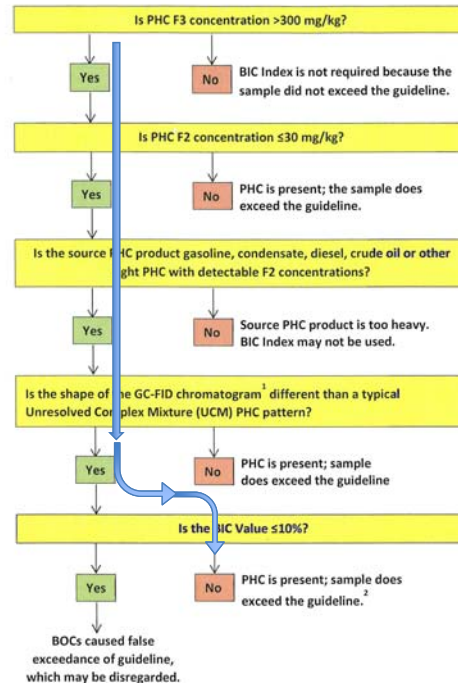 Is PHC F3 concentration >300 mg/kg?
Yes
No
BIC Index is not required because the
sample did not exceed the guideline.
Is PHC F2 concentration ≤30 mg/kg?
Yes
No
PHC is present; the sample does
exceed the guideline.
Is the source PHC product gasoline, condensate, diesel, crude oil or other
ght PHC with detectable F2 concentrations?
Yes
No
Source PHC product is too heavy.
BIC Index may not be used.
Is the shape of the GC-FID chromatogram¹ different than a typical
Unresolved Complex Mixture (UCM) PHC pattern?
Yes
No
PHC is present; sample
does exceed the guideline
Is the BIC Value ≤10%?
Yes
No
PHC is present; sample does
exceed the guideline.²
BOCs caused false
exceedance of guideline,
which may be disregarded.